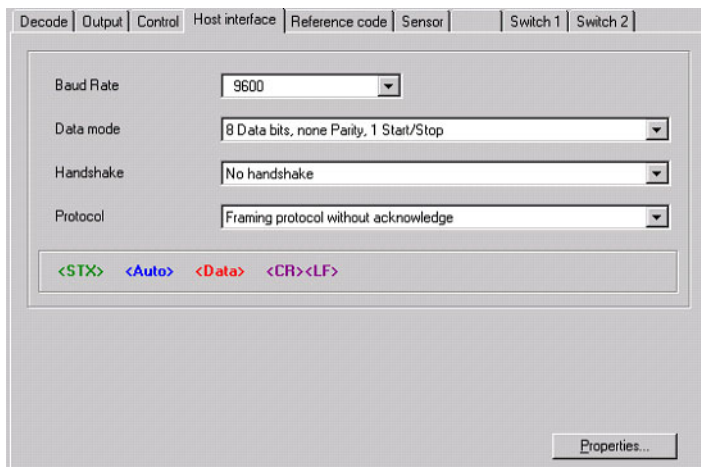 Decode Output Control Host interface Reference code Sensor Switch 1 Switch 2
Baud Rate 9600
Data mode 8 Data bits, none Parity, 1 Start/Stop
Handshake No handshake
Protocol Framing protocol without acknowledge
<STX> <Auto> <Data> <CR><LF>
Properties...